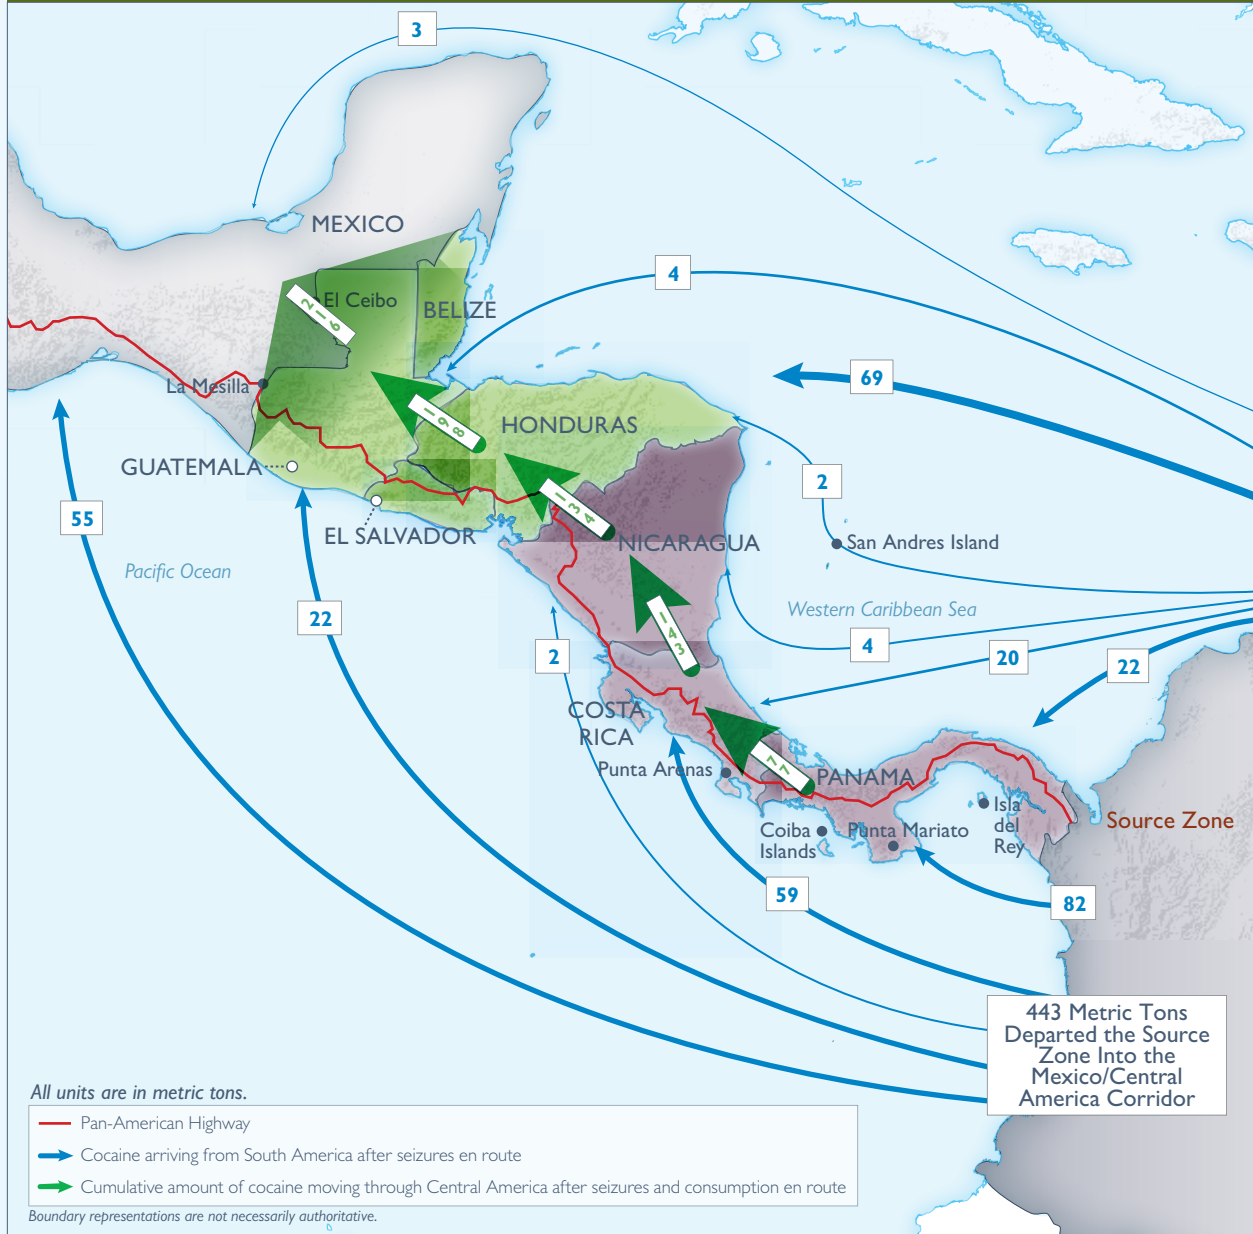 3
MEXICO
4
El Ceibo
216
BELIZE
69
La Mesilla
198
HONDURAS
GUATEMALA
2
134
55
EL SALVADOR
NICARAGUA
San Andres Island
Pacific Ocean
Western Caribbean Sea
22
143
4
2
20
22
COSTA
RICA
Punta Arenas
77
PANAMA
Isla
del
Rey
Source Zone
Coiba
Islands
Punta Mariato
59
82
443 Metric Tons
Departed the Source
Zone Into the
Mexico/Central
America Corridor
All units are in metric tons.
Pan-American Highway
Cocaine arriving from South America after seizures en route
Cumulative amount of cocaine moving through Central America after seizures and consumption en route
Boundary representations are not necessarily authoritative.